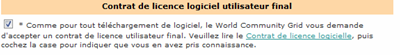 Contrat de licence logiciel utilisateur final
* Comme pour tout téléchargement de logiciel, le World Community Grid vous demande
d'accepter un contrat de licence utilisateur final. Veuillez lire le Contrat de licence logicielle, puis
cochez la case pour indiquer que vous en avez pris connaissance.